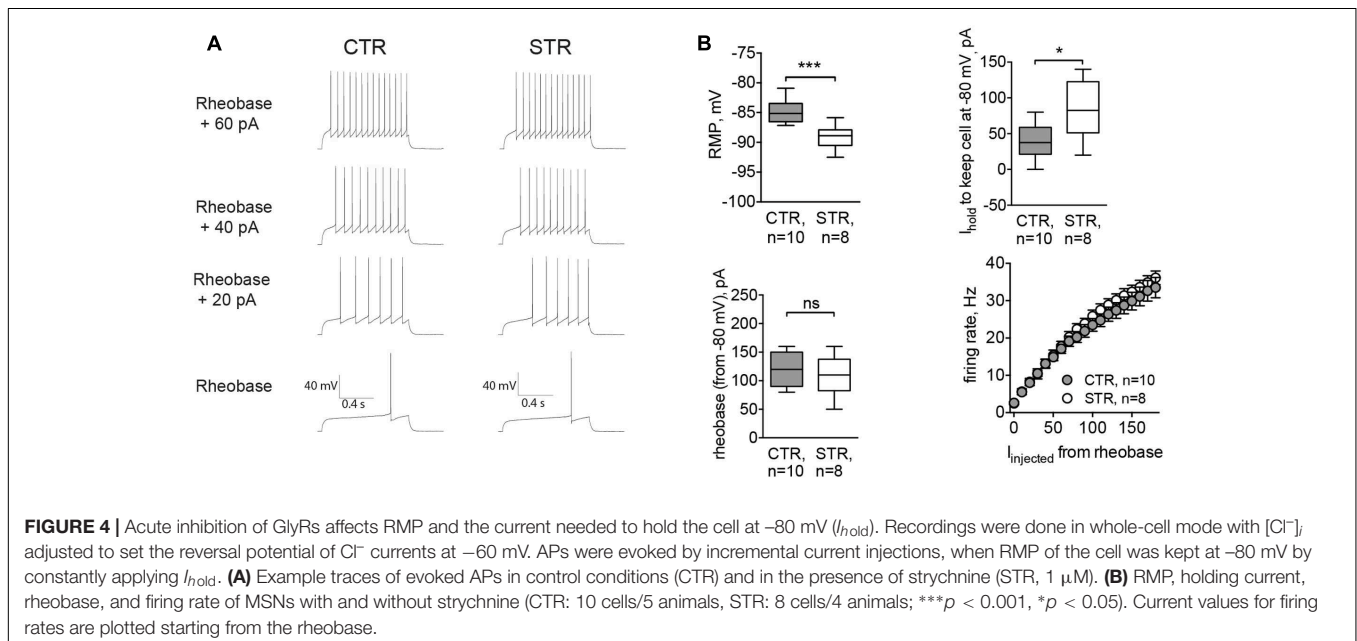 A
CTR
STR
Rheobase
+ 60 pA
Rheobase
+ 40 pA
Rheobase
+ 20 pA
Rheobase
40 mV
0.4 s
40 mV
0.4 s
B
-75
-80
-85
-90
-95
-100
RMP, mV
***
CTR,
n=10
STR,
n=8
150
100
50
0
-50
Ihold to keep cell at -80 mV, pA
*
CTR,
n=10
STR,
n=8
250
200
150
100
50
0
rheobase (from -80 mV), pA
ns
CTR,
n=10
STR,
n=8
40
30
20
10
0
firing rate, Hz
CTR, n=10
STR, n=8
0 50 100 150
Iinjected from rheobase
FIGURE 4 | Acute inhibition of GlyRs affects RMP and the current needed to hold the cell at –80 mV (Ihold). Recordings were done in whole-cell mode with [Cl−]i
adjusted to set the reversal potential of Cl− currents at −60 mV. APs were evoked by incremental current injections, when RMP of the cell was kept at –80 mV by
constantly applying Ihold. (A) Example traces of evoked APs in control conditions (CTR) and in the presence of strychnine (STR, 1 μM). (B) RMP, holding current,
rheobase, and firing rate of MSNs with and without strychnine (CTR: 10 cells/5 animals, STR: 8 cells/4 animals; ***p < 0.001, *p < 0.05). Current values for firing
rates are plotted starting from the rheobase.